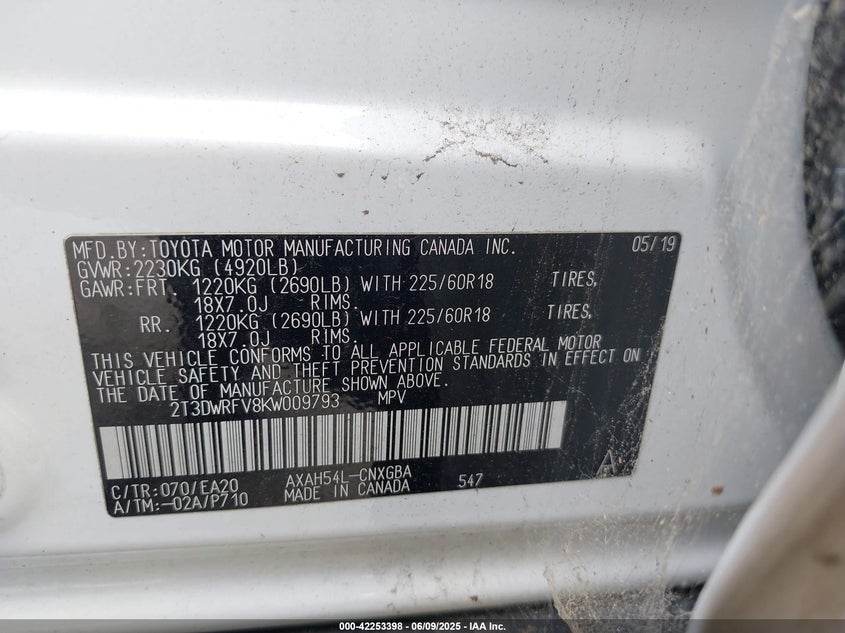 MFD.BY:TOYOTA MOTOR MANUFACTURING CANADA INC. 05/19
GVWR:2230KG (4920LB)
GAWR:FRT. 1220KG (2690LB) WITH 225/60R18 TIRES,
18X7.0J RIMS.
RR. 1220KG (2690LB) WITH 225/60R18 TIRES,
18X7.0J RIMS.
THIS VEHICLE CONFORMS TO ALL APPLICABLE FEDERAL MOTOR
VEHICLE SAFETY AND THEFT PREVENTION STANDARDS IN EFFECT ON
THE DATE OF MANUFACTURE SHOWN ABOVE.
2T3DWRFV8KW009793 MPV
C/TR:070/EA20 AXAH54L-CNXGBA 547 A
A/TM:-02A/P710 MADE IN CANADA
000-42253398 - 06/09/2025 - IAA Inc.